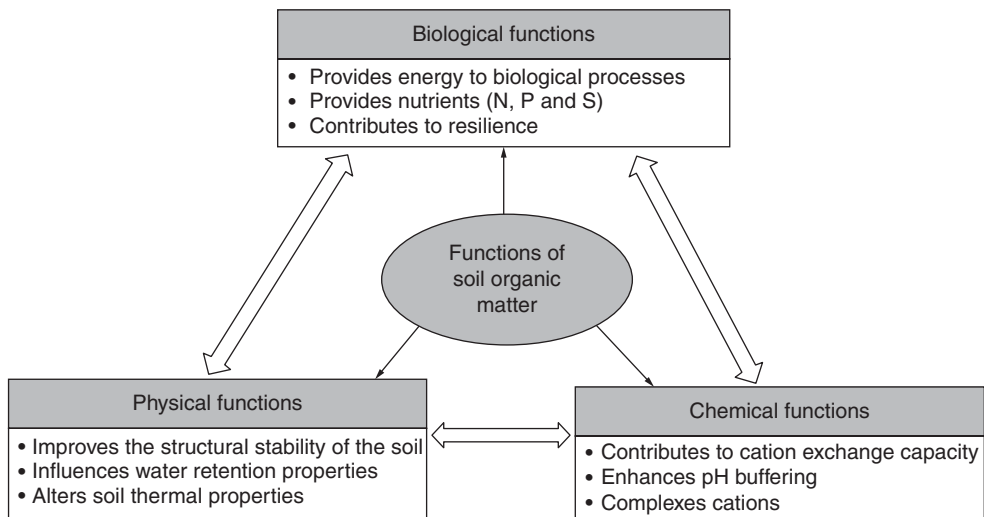 Biological functions
• Provides energy to biological processes
• Provides nutrients (N, P and S)
• Contributes to resilience
Functions of
soil organic
matter
Physical functions
• Improves the structural stability of the soil
• Influences water retention properties
• Alters soil thermal properties
Chemical functions
• Contributes to cation exchange capacity
• Enhances pH buffering
• Complexes cations